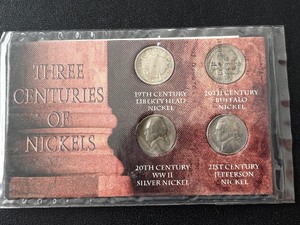 THREE
CENTURIES
OF
NICKELS
19TH CENTURY
LIBERTY HEAD
NICKEL
20TH CENTURY
BUFFALO
NICKEL
20TH CENTURY
WW II
SILVER NICKEL
21ST CENTURY
JEFFERSON
NICKEL